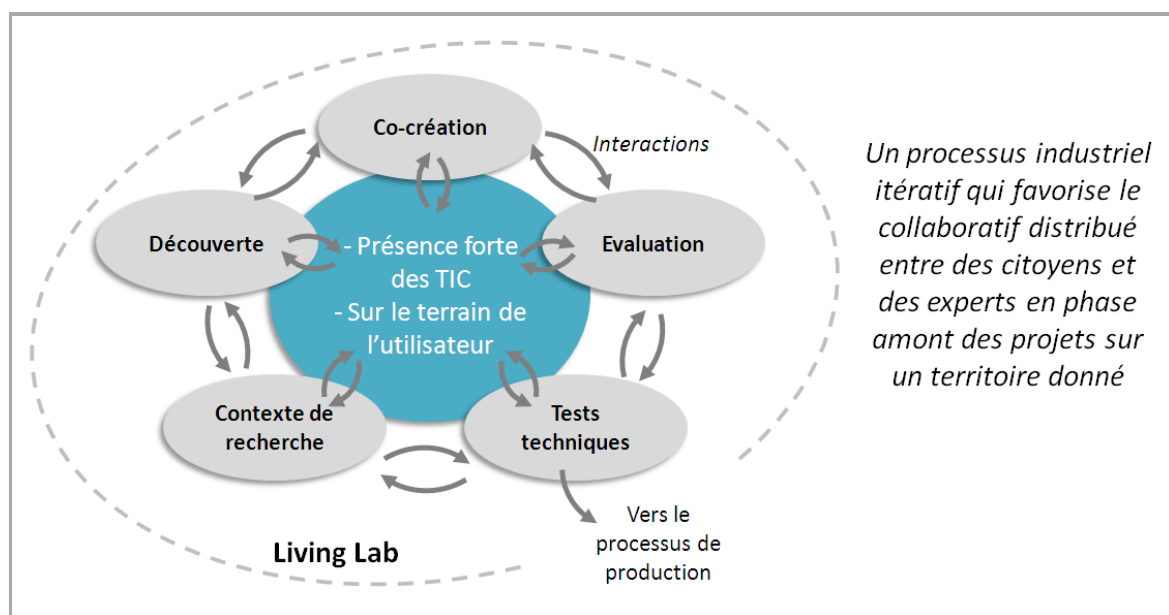 Co-création
Interactions
Découverte
Evaluation
- Présence forte
des TIC
- Sur le terrain de
l’utilisateur
Contexte de
recherche
Tests
techniques
Vers le
processus de
production
Living Lab
Un processus industriel
itératif qui favorise le
collaboratif distribué
entre des citoyens et
des experts en phase
amont des projets sur
un territoire donné